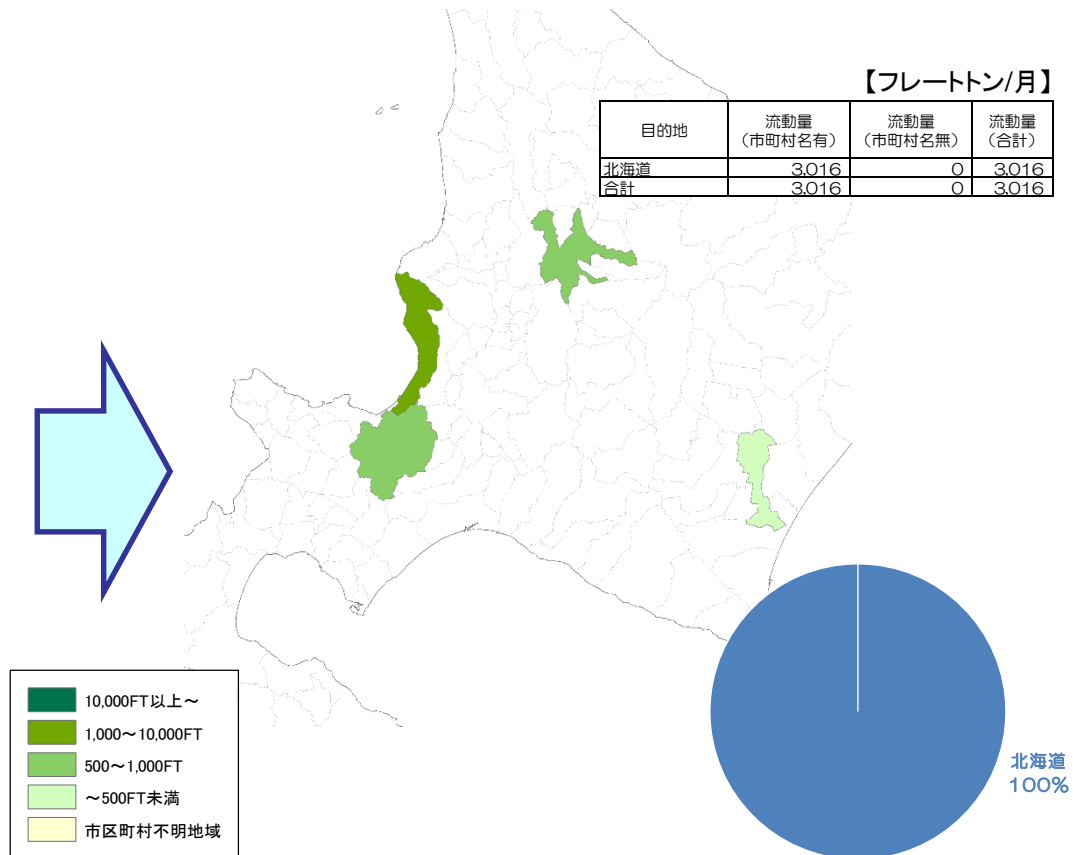 【フレートトン/月】
目的地 流動量(市町村名有) 流動量(市町村名無) 流動量(合計)
北海道 3,016 0 3,016
合計 3,016 0 3,016
10,000FT以上～
1,000～10,000FT
500～1,000FT
～500FT未満
市区町村不明地域
北海道
100%